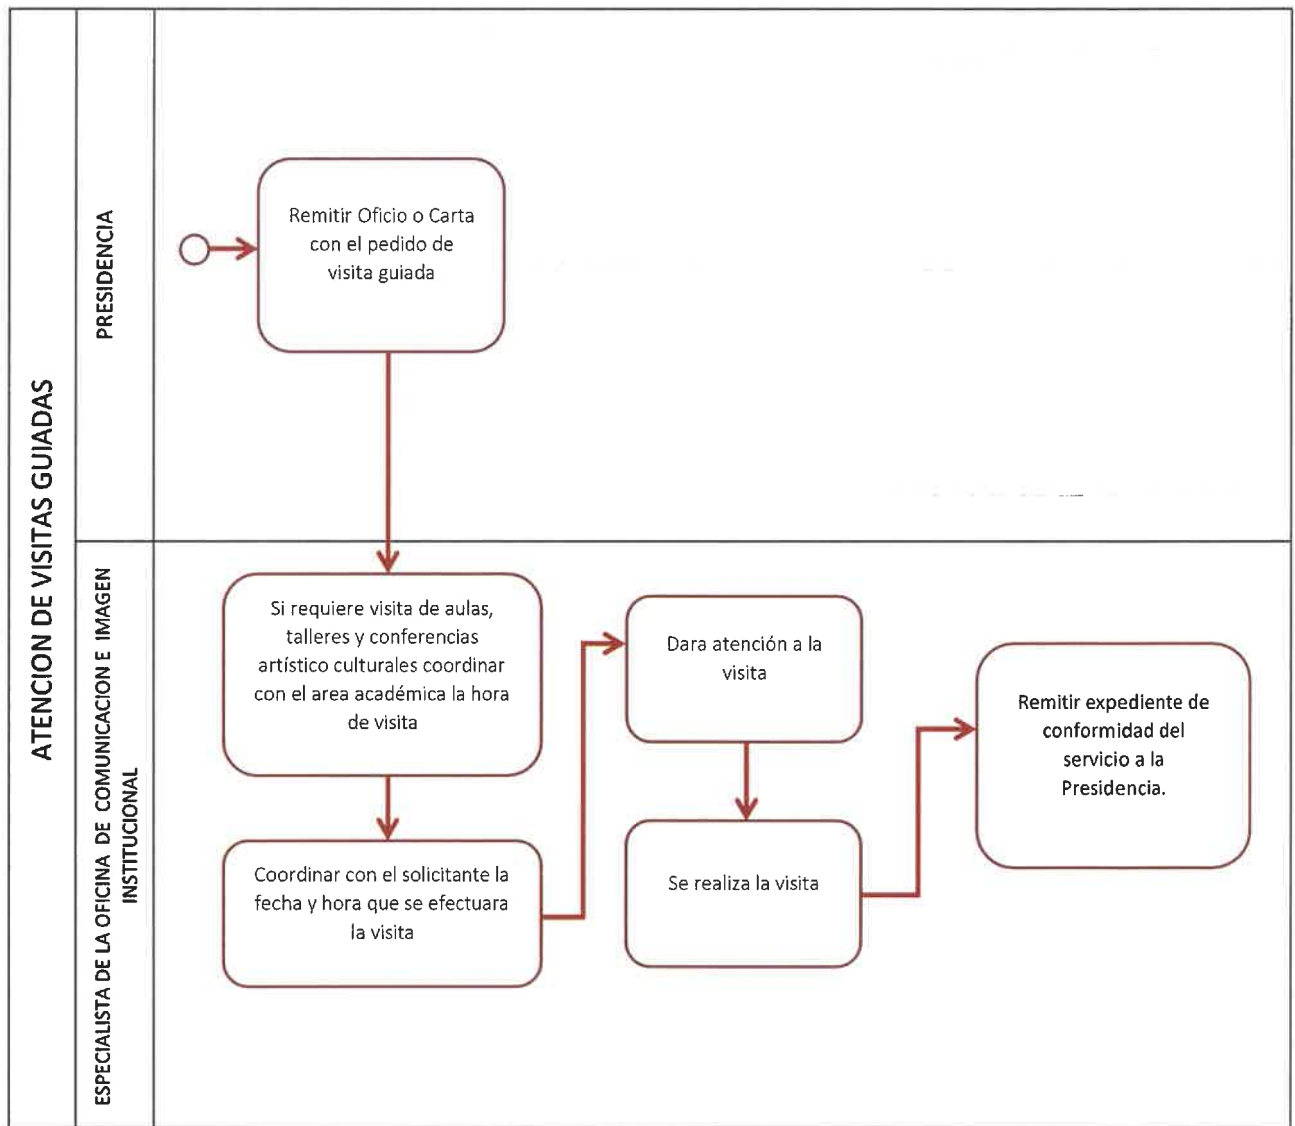 ATENCION DE VISITAS GUIADAS
PRESIDENCIA
Remitir Oficio o Carta
con el pedido de
visita guiada
ESPECIALISTA DE LA OFICINA DE COMUNICACION E IMAGEN
INSTITUCIONAL
Si requiere visita de aulas,
talleres y conferencias
artístico culturales coordinar
con el area académica la hora
de visita
Coordinar con el solicitante la
fecha y hora que se efectuara
la visita
Dara atención a la
visita
Se realiza la visita
Remitir expediente de
conformidad del
servicio a la
Presidencia.